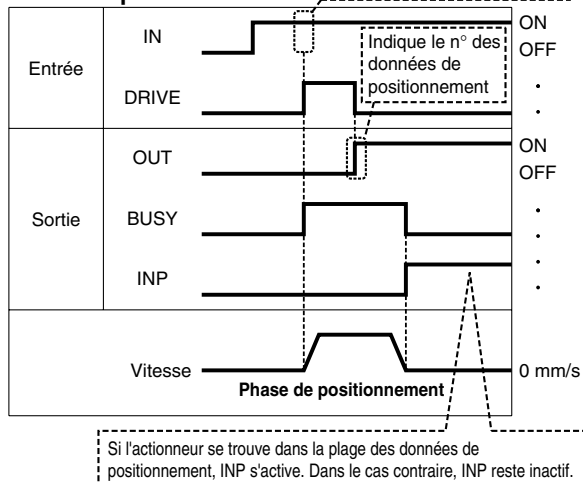 IN
ON
OFF
Indique le n° des
données de
positionnement
Entrée
DRIVE
OUT
ON
OFF
Sortie
BUSY
INP
Vitesse
0 mm/s
Phase de positionnement
Si l'actionneur se trouve dans la plage des données de
positionnement, INP s'active. Dans le cas contraire, INP reste inactif.